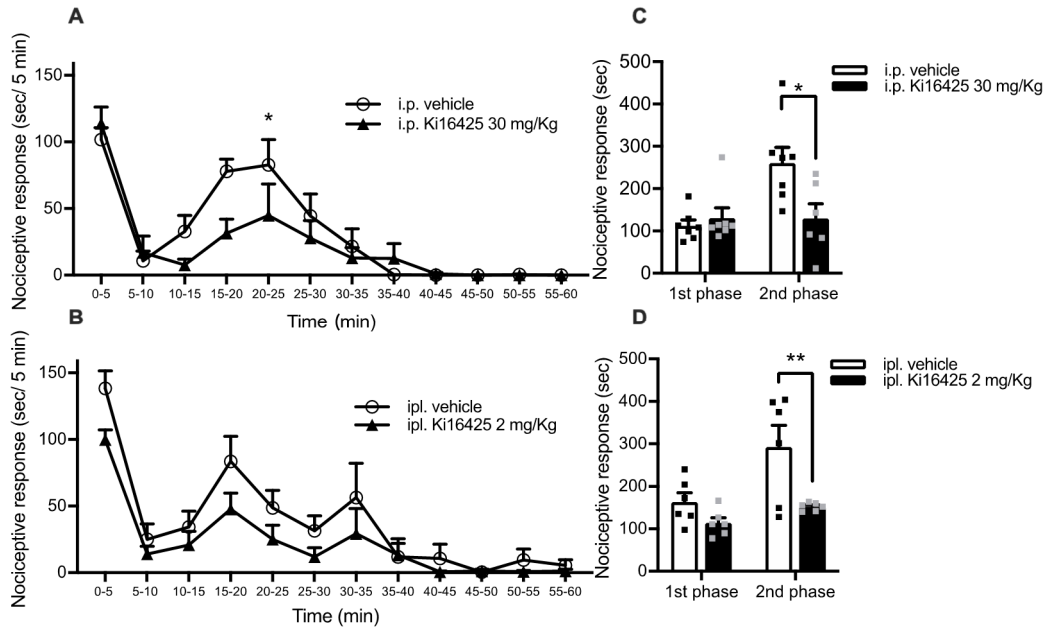 A
Nociceptive response (sec/ 5 min)
150
100
50
0
*
i.p. vehicle
i.p. Ki16425 30 mg/Kg
0-5 5-10 10-15 15-20 20-25 25-30 30-35 35-40 40-45 45-50 50-55 55-60
Time (min)
C
Nociceptive response (sec)
500
400
300
200
100
0
*
i.p. vehicle
i.p. Ki16425 30 mg/Kg
1st phase 2nd phase
B
Nociceptive response (sec/ 5 min)
150
100
50
0
ipl. vehicle
ipl. Ki16425 2 mg/Kg
0-5 5-10 10-15 15-20 20-25 25-30 30-35 35-40 40-45 45-50 50-55 55-60
Time (min)
D
Nociceptive response (sec)
500
400
300
200
100
0
**
ipl. vehicle
ipl. Ki16425 2 mg/Kg
1st phase 2nd phase